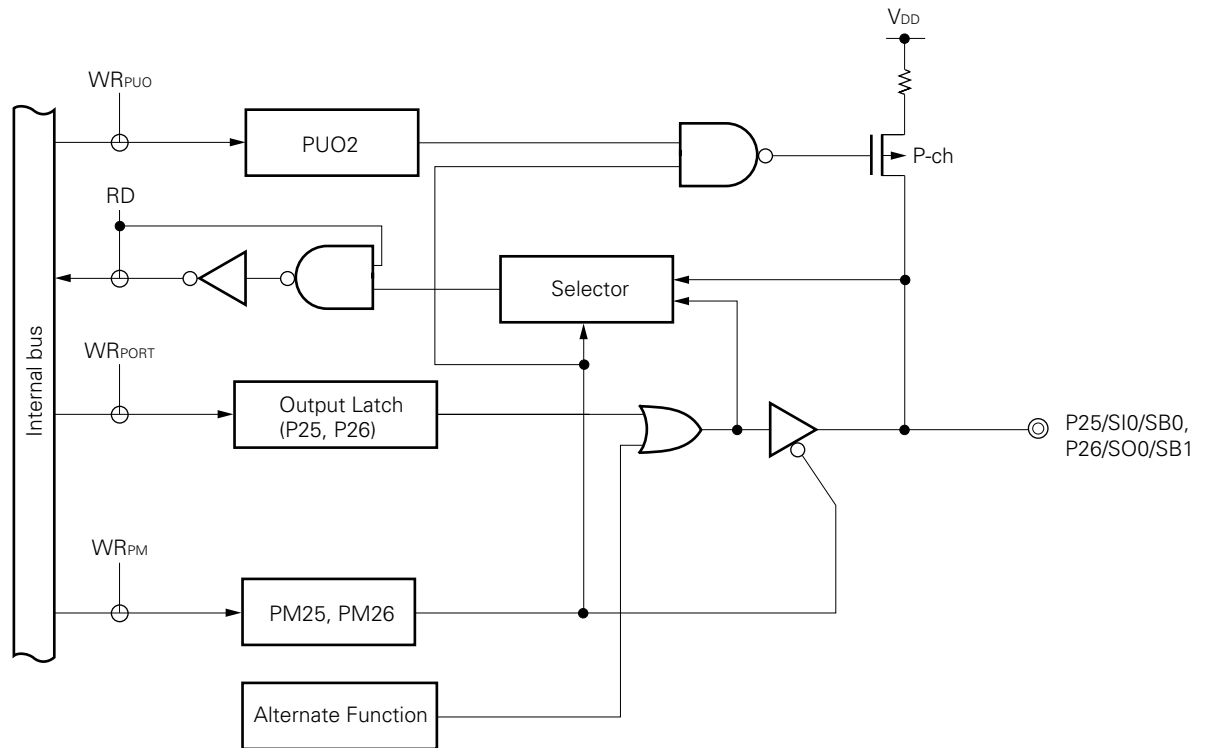 VDD
WRPUO
PUO2
P-ch
RD
Selector
Internal bus
WRPORT
Output Latch
(P25, P26)
P25/SI0/SB0,
P26/SO0/SB1
WRPM
PM25, PM26
Alternate Function